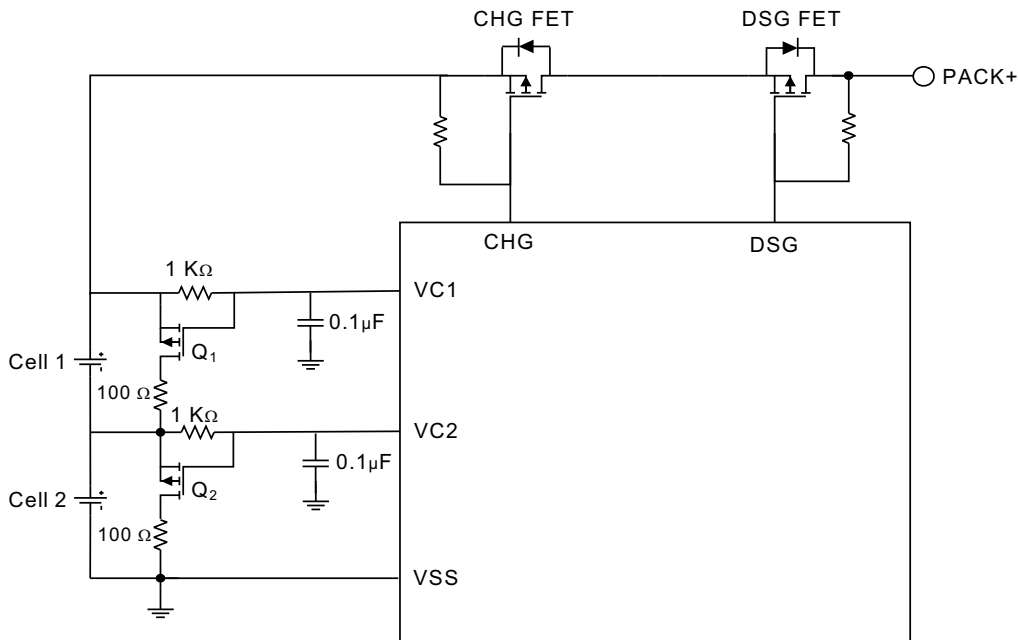 CHG FET
DSG FET
PACK+
CHG
DSG
1 KΩ
VC1
0.1µF
Q1
Cell 1
100 Ω
1 KΩ
VC2
0.1µF
Q2
Cell 2
100 Ω
VSS